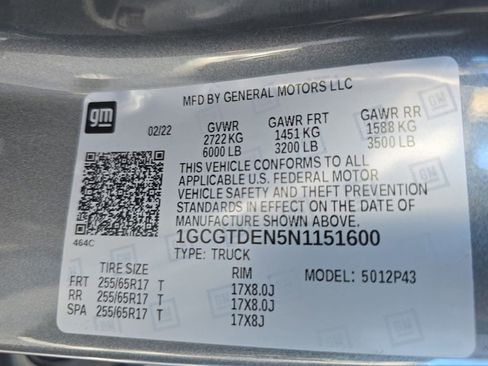 MFD BY GENERAL MOTORS LLC
gm
02/22 GVWR GAWR FRT GAWR RR
2722 KG 1451 KG 1588 KG
6000 LB 3200 LB 3500 LB
THIS VEHICLE CONFORMS TO ALL
APPLICABLE U.S. FEDERAL MOTOR
VEHICLE SAFETY AND THEFT PREVENTION
STANDARDS IN EFFECT ON THE DATE OF
MANUFACTURE SHOWN ABOVE.
464C 1GCGTDEN5N1151600
TYPE: TRUCK
TIRE SIZE RIM MODEL: 5012P43
FRT 255/65R17 T 17X8.0J
RR 255/65R17 T 17X8.0J
SPA 255/65R17 T 17X8J